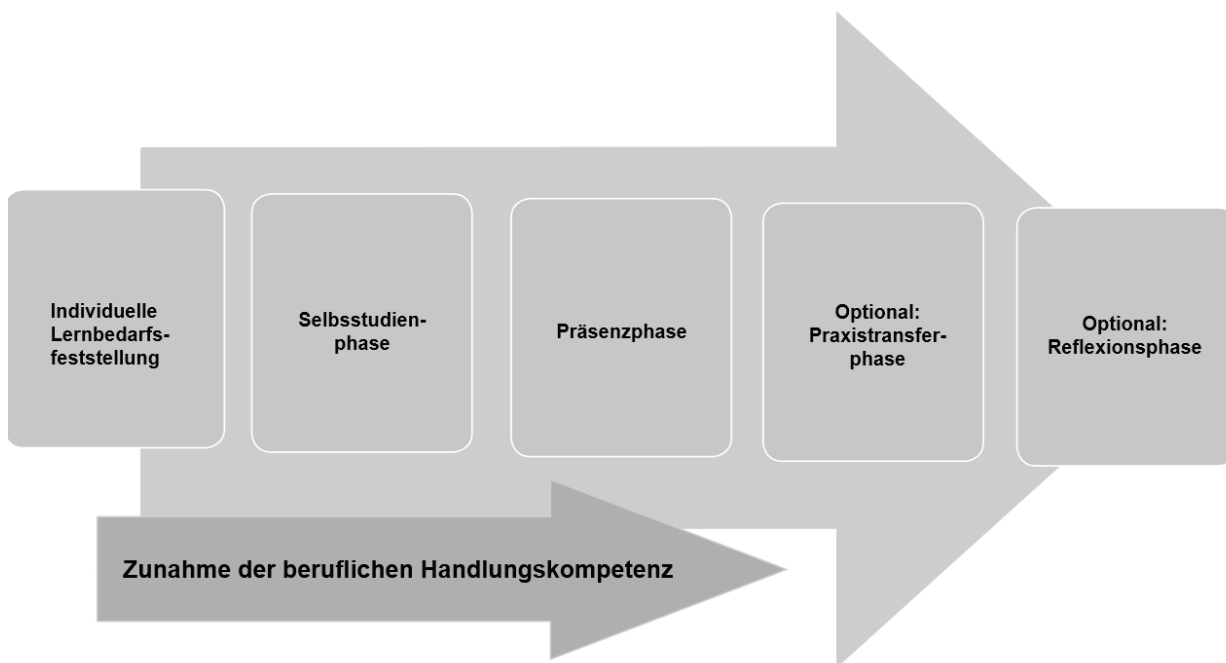 Individuelle
Lernbedarfs-
feststellung
Selbsstudien-
phase
Präsenzphase
Optional:
Praxistransfer-
phase
Optional:
Reflexionsphase
Zunahme der beruflichen Handlungskompetenz